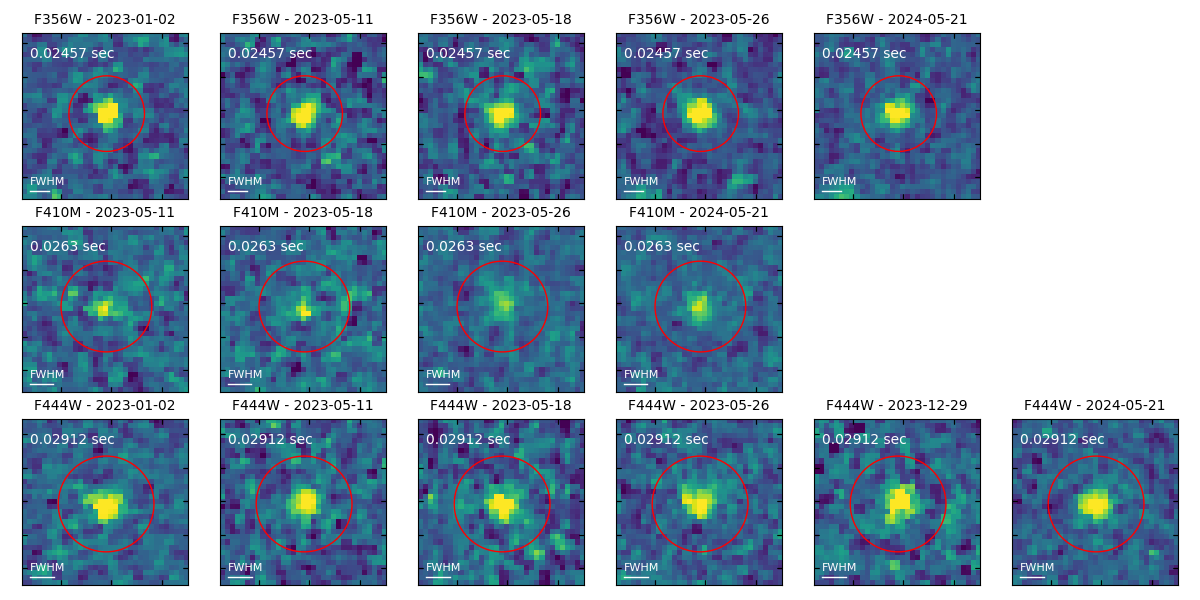 F356W - 2023-01-02
F356W - 2023-05-11
F356W - 2023-05-18
F356W - 2023-05-26
F356W - 2024-05-21
0.02457 sec
0.02457 sec
0.02457 sec
0.02457 sec
0.02457 sec
FWHM
FWHM
FWHM
FWHM
FWHM
F410M - 2023-05-11
F410M - 2023-05-18
F410M - 2023-05-26
F410M - 2024-05-21
0.0263 sec
0.0263 sec
0.0263 sec
0.0263 sec
FWHM
FWHM
FWHM
FWHM
F444W - 2023-01-02
F444W - 2023-05-11
F444W - 2023-05-18
F444W - 2023-05-26
F444W - 2023-12-29
F444W - 2024-05-21
0.02912 sec
0.02912 sec
0.02912 sec
0.02912 sec
0.02912 sec
0.02912 sec
FWHM
FWHM
FWHM
FWHM
FWHM
FWHM